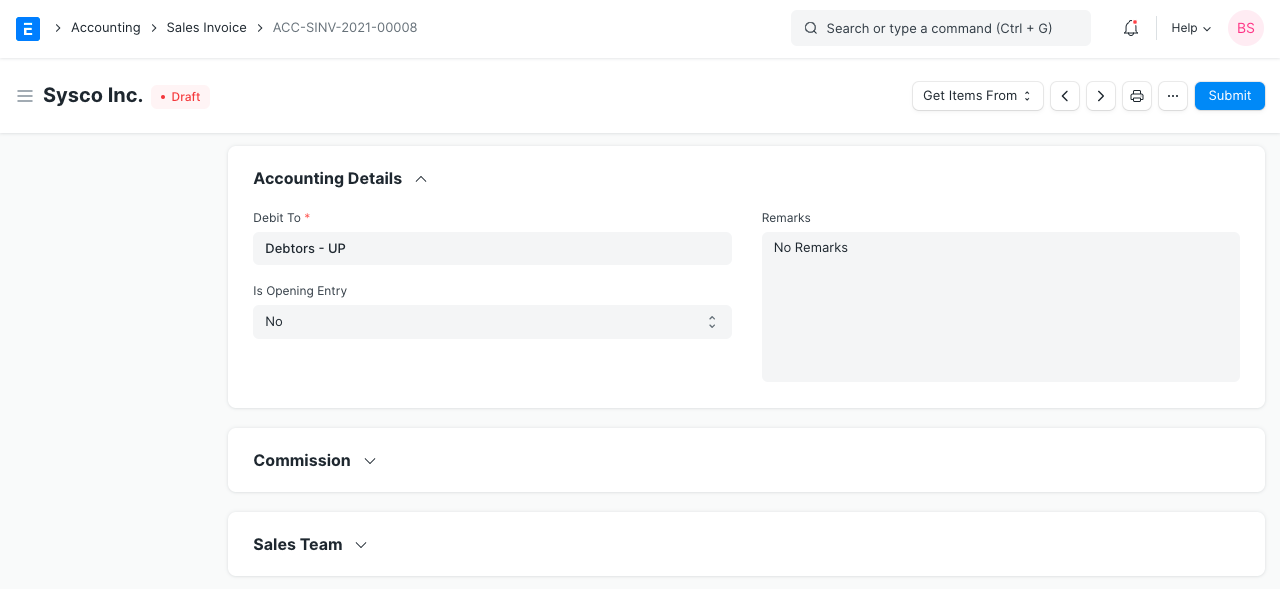 E Accounting Sales Invoice ACC-SINV-2021-00008 Search or type a command (Ctrl + G) Help BS
Sysco Inc. • Draft Get Items From ... Submit
Accounting Details
Debit To * Remarks
Debtors - UP No Remarks
Is Opening Entry
No
Commission
Sales Team